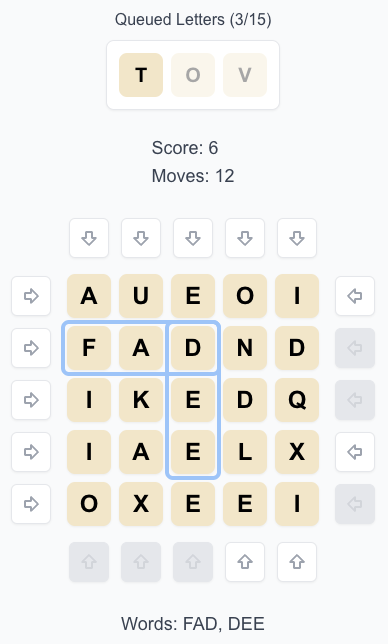 Queued Letters (3/15)
T O V
Score: 6
Moves: 12
A U E O I
F A D N D
I K E D Q
I A E L X
O X E E I
Words: FAD, DEE